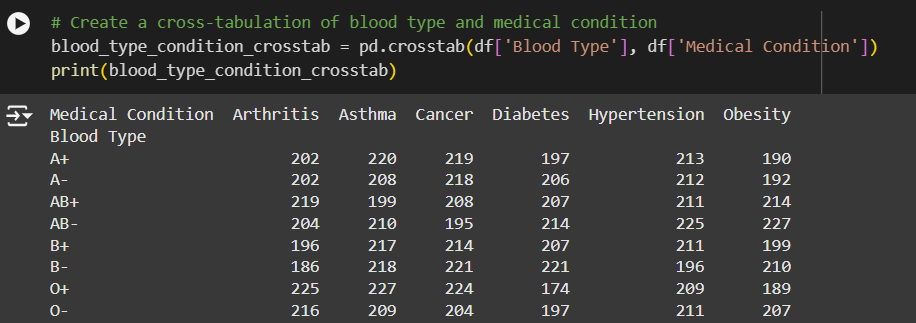 # Create a cross-tabulation of blood type and medical condition
blood_type_condition_crosstab = pd.crosstab(df['Blood Type'], df['Medical Condition'])
print(blood_type_condition_crosstab)
Medical Condition  Arthritis  Asthma  Cancer  Diabetes  Hypertension  Obesity
Blood Type
A+                       202     220     219       197           213      190
A-                       202     208     218       206           212      192
AB+                      219     199     208       207           211      214
AB-                      204     210     195       214           225      227
B+                       196     217     214       207           211      199
B-                       186     218     221       221           196      210
O+                       225     227     224       174           209      189
O-                       216     209     204       197           211      207